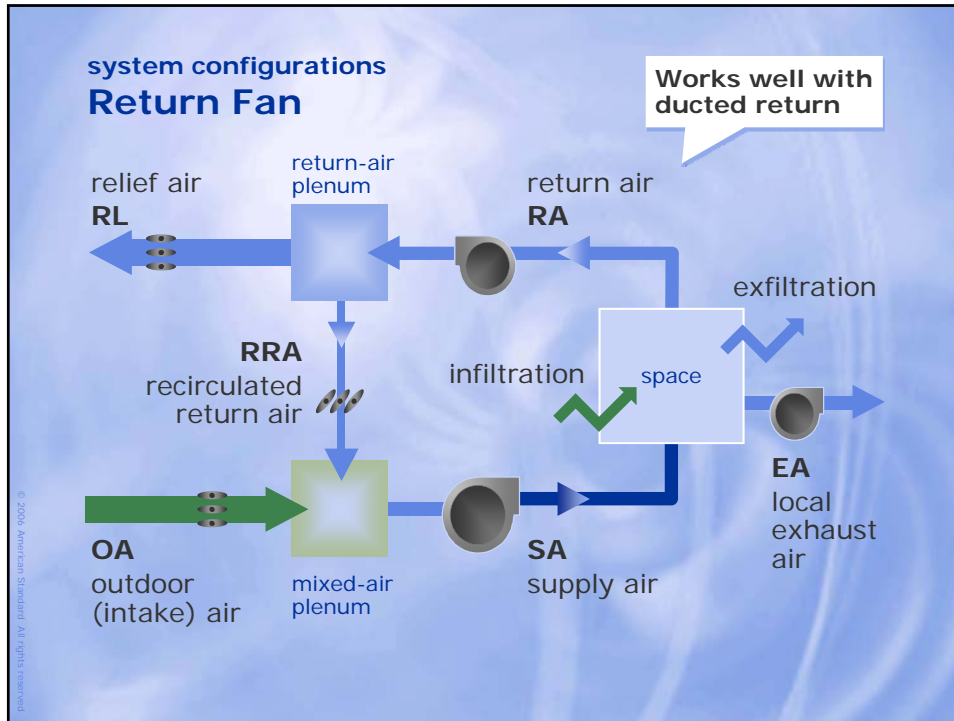 system configurations
Return Fan
Works well with
ducted return
relief air
RL
return-air
plenum
return air
RA
exfiltration
RRA
recirculated
return air
infiltration
space
OA
outdoor
(intake) air
mixed-air
plenum
SA
supply air
EA
local
exhaust
air
© 2006 American Standard All rights reserved